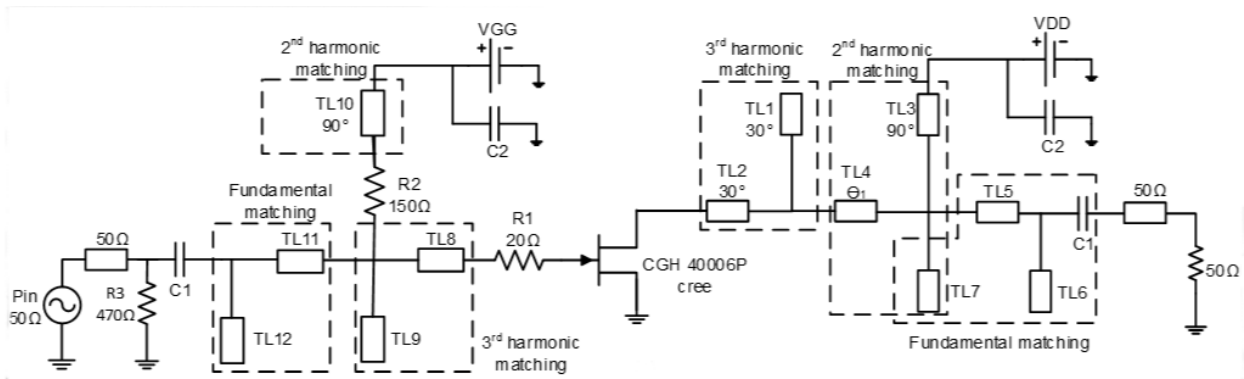 VGG
+ -
2nd harmonic
matching
TL10
90°
C2
R2
150Ω
Fundamental
matching
50Ω
TL11
TL8
R1
20Ω
Pin
50Ω
R3
470Ω
C1
TL12
TL9
3rd harmonic
matching
CGH 40006P
cree
3rd harmonic
matching
TL1
30°
TL2
30°
2nd harmonic
matching
TL3
90°
TL4
Θ1
VDD
+ -
C2
TL5
C1
50Ω
50Ω
TL7
TL6
Fundamental matching